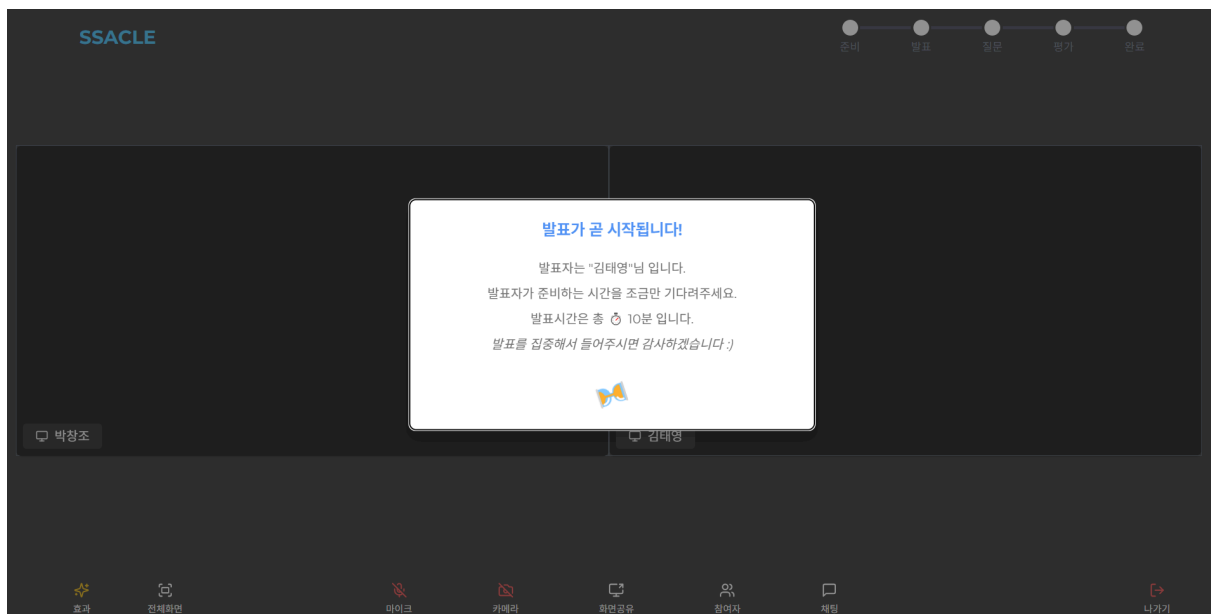 SSACLE
준비 발표 질문 평가 완료
발표가 곧 시작됩니다!
발표자는 "김태영"님 입니다.
발표자가 준비하는 시간을 조금만 기다려주세요.
발표시간은 총 ⏱ 10분 입니다.
발표를 집중해서 들어주시면 감사하겠습니다 :)
박창조
김태영
효과 전체화면 마이크 카메라 화면공유 참여자 채팅 나가기